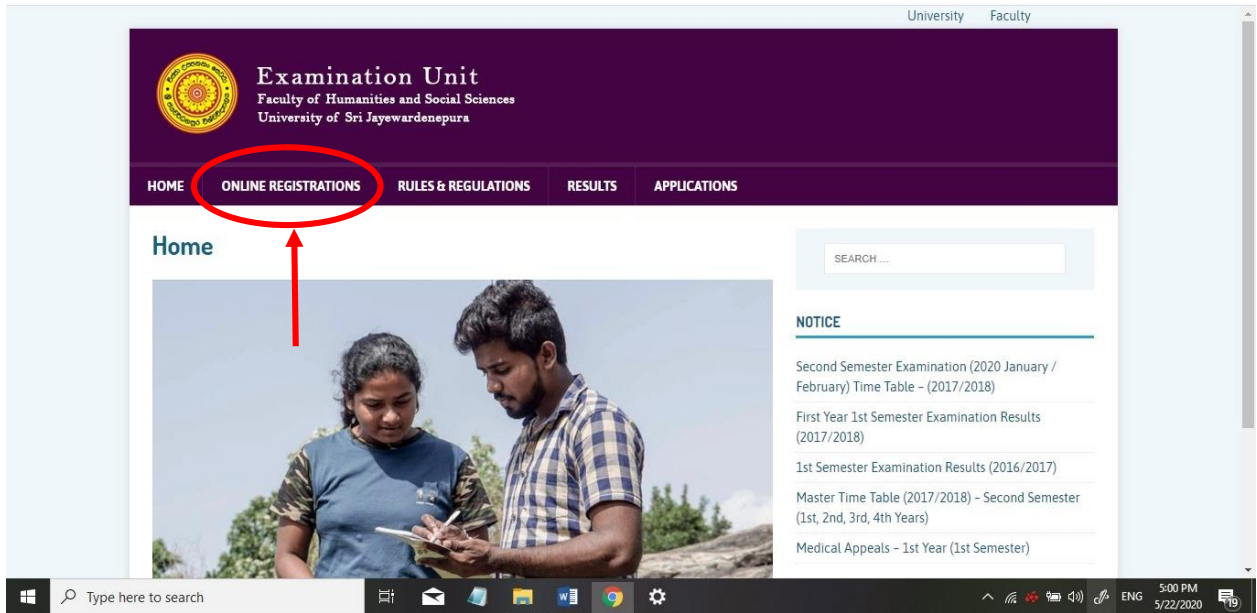 University Faculty
Examination Unit
Faculty of Humanities and Social Sciences
University of Sri Jayewardenepura
HOME ONLINE REGISTRATIONS RULES & REGULATIONS RESULTS APPLICATIONS
Home
SEARCH ...
NOTICE
Second Semester Examination (2020 January /
February) Time Table – (2017/2018)
First Year 1st Semester Examination Results
(2017/2018)
1st Semester Examination Results (2016/2017)
Master Time Table (2017/2018) – Second Semester
(1st, 2nd, 3rd, 4th Years)
Medical Appeals – 1st Year (1st Semester)
Type here to search
ENG
5:00 PM
5/22/2020
19